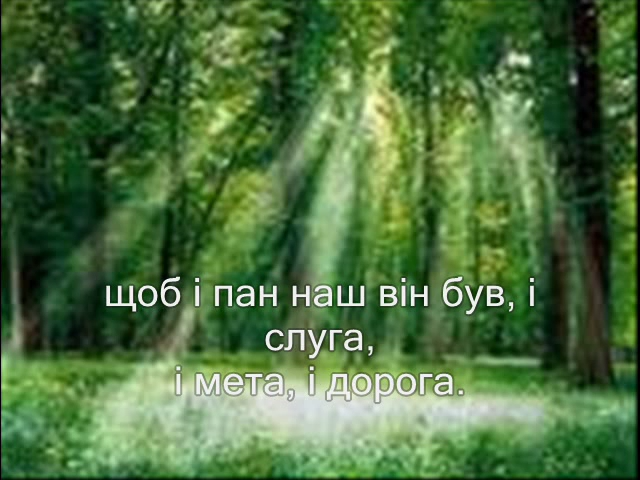 щоб і пан наш він був, і
слуга,
і мета, і дорога.